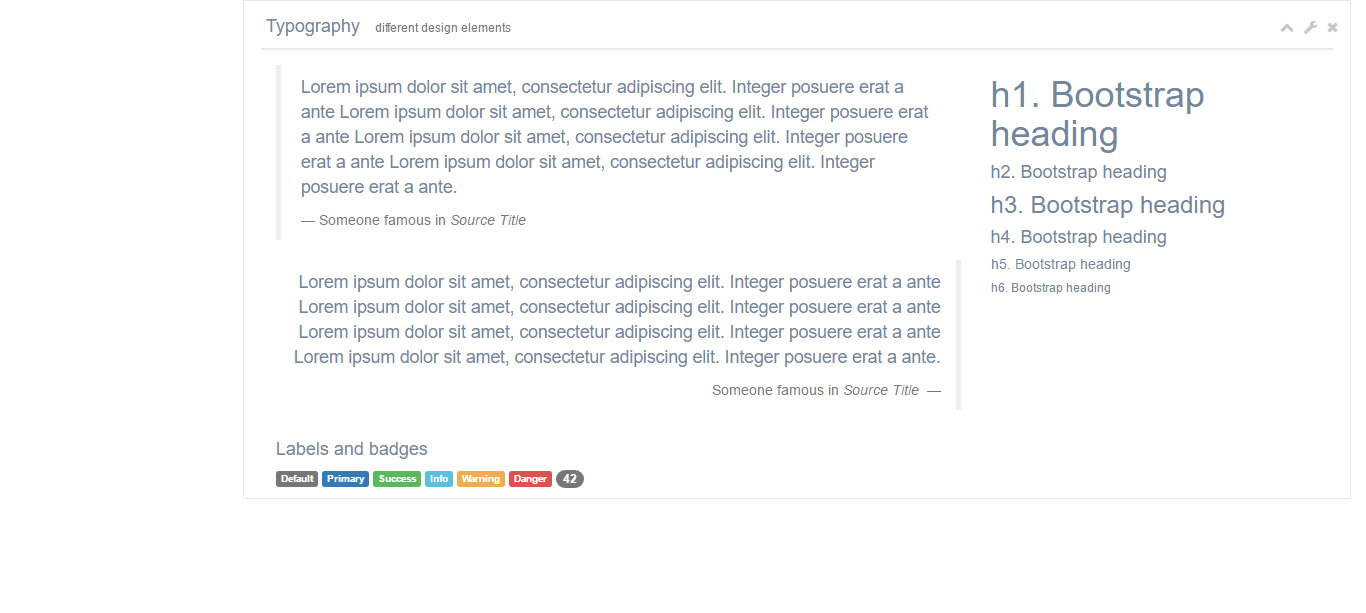 Typography different design elements
Lorem ipsum dolor sit amet, consectetur adipiscing elit. Integer posuere erat a
ante Lorem ipsum dolor sit amet, consectetur adipiscing elit. Integer posuere erat
a ante Lorem ipsum dolor sit amet, consectetur adipiscing elit. Integer posuere
erat a ante Lorem ipsum dolor sit amet, consectetur adipiscing elit. Integer
posuere erat a ante.
— Someone famous in Source Title
Lorem ipsum dolor sit amet, consectetur adipiscing elit. Integer posuere erat a ante
Lorem ipsum dolor sit amet, consectetur adipiscing elit. Integer posuere erat a ante
Lorem ipsum dolor sit amet, consectetur adipiscing elit. Integer posuere erat a ante
Lorem ipsum dolor sit amet, consectetur adipiscing elit. Integer posuere erat a ante.
Someone famous in Source Title —
h1. Bootstrap
heading
h2. Bootstrap heading
h3. Bootstrap heading
h4. Bootstrap heading
h5. Bootstrap heading
h6. Bootstrap heading
Labels and badges
Default Primary Success Info Warning Danger 42